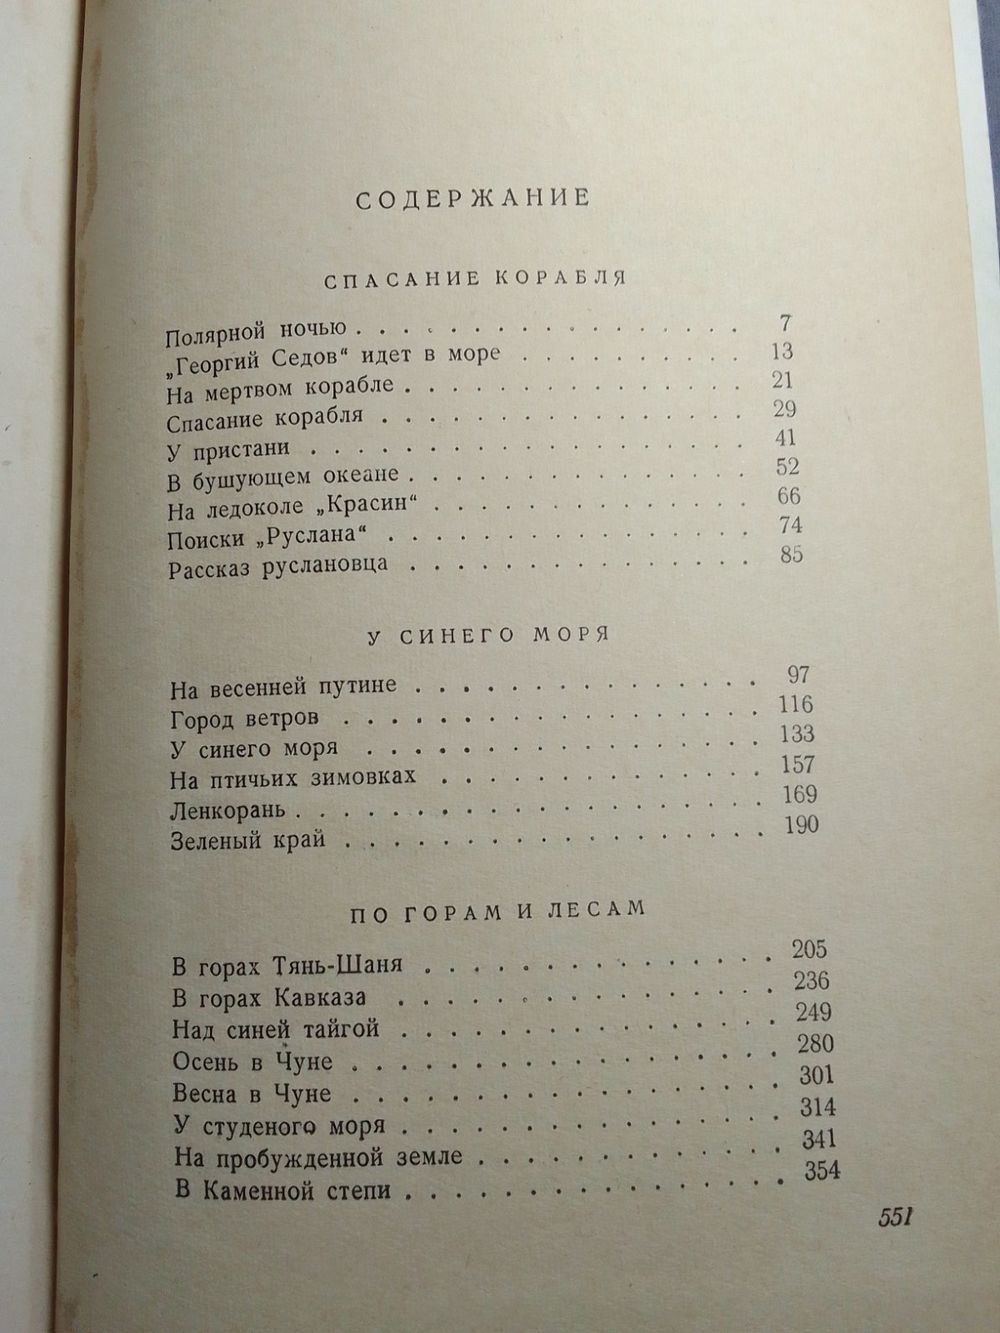 СОДЕРЖАНИЕ
СПАСАНИЕ КОРАБЛЯ
Полярной ночью . . . . . . . . . . . . . . . . 7
„Георгий Седов“ идет в море . . . . . . . . . . 13
На мертвом корабле . . . . . . . . . . . . . . 21
Спасание корабля . . . . . . . . . . . . . . . 29
У пристани . . . . . . . . . . . . . . . . . . 41
В бушующем океане . . . . . . . . . . . . . . 52
На ледоколе „Красин“ . . . . . . . . . . . . . 66
Поиски „Руслана“ . . . . . . . . . . . . . . . 74
Рассказ руслановца . . . . . . . . . . . . . . 85
У СИНЕГО МОРЯ
На весенней путине . . . . . . . . . . . . . . 97
Город ветров . . . . . . . . . . . . . . . . . 116
У синего моря . . . . . . . . . . . . . . . . 133
На птичьих зимовках . . . . . . . . . . . . . 157
Ленкорань . . . . . . . . . . . . . . . . . . . 169
Зеленый край . . . . . . . . . . . . . . . . . 190
ПО ГОРАМ И ЛЕСАМ
В горах Тянь-Шаня . . . . . . . . . . . . . . 205
В горах Кавказа . . . . . . . . . . . . . . . 236
Над синей тайгой . . . . . . . . . . . . . . . 249
Осень в Чуне . . . . . . . . . . . . . . . . . 280
Весна в Чуне . . . . . . . . . . . . . . . . . 301
У студеного моря . . . . . . . . . . . . . . . 314
На пробужденной земле . . . . . . . . . . . . 341
В Каменной степи . . . . . . . . . . . . . . . 354
551